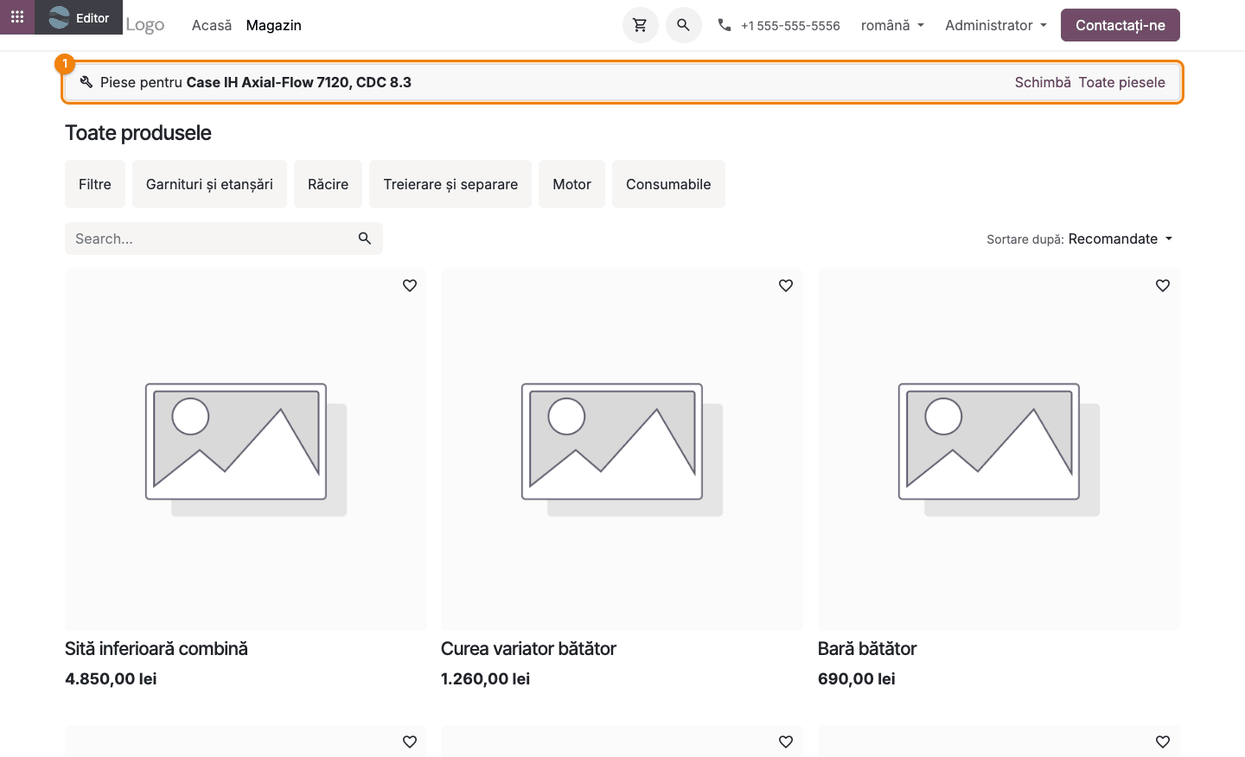 Editor
Logo
Acasă
Magazin
+1 555-555-5556
română
Administrator
Contactați-ne
1
Piese pentru Case IH Axial-Flow 7120, CDC 8.3
Schimbă Toate piesele
Toate produsele
Filtre
Garnituri și etanșări
Răcire
Treierare și separare
Motor
Consumabile
Search...
Sortare după: Recomandate
Sită inferioară combină
4.850,00 lei
Curea variator bătător
1.260,00 lei
Bară bătător
690,00 lei